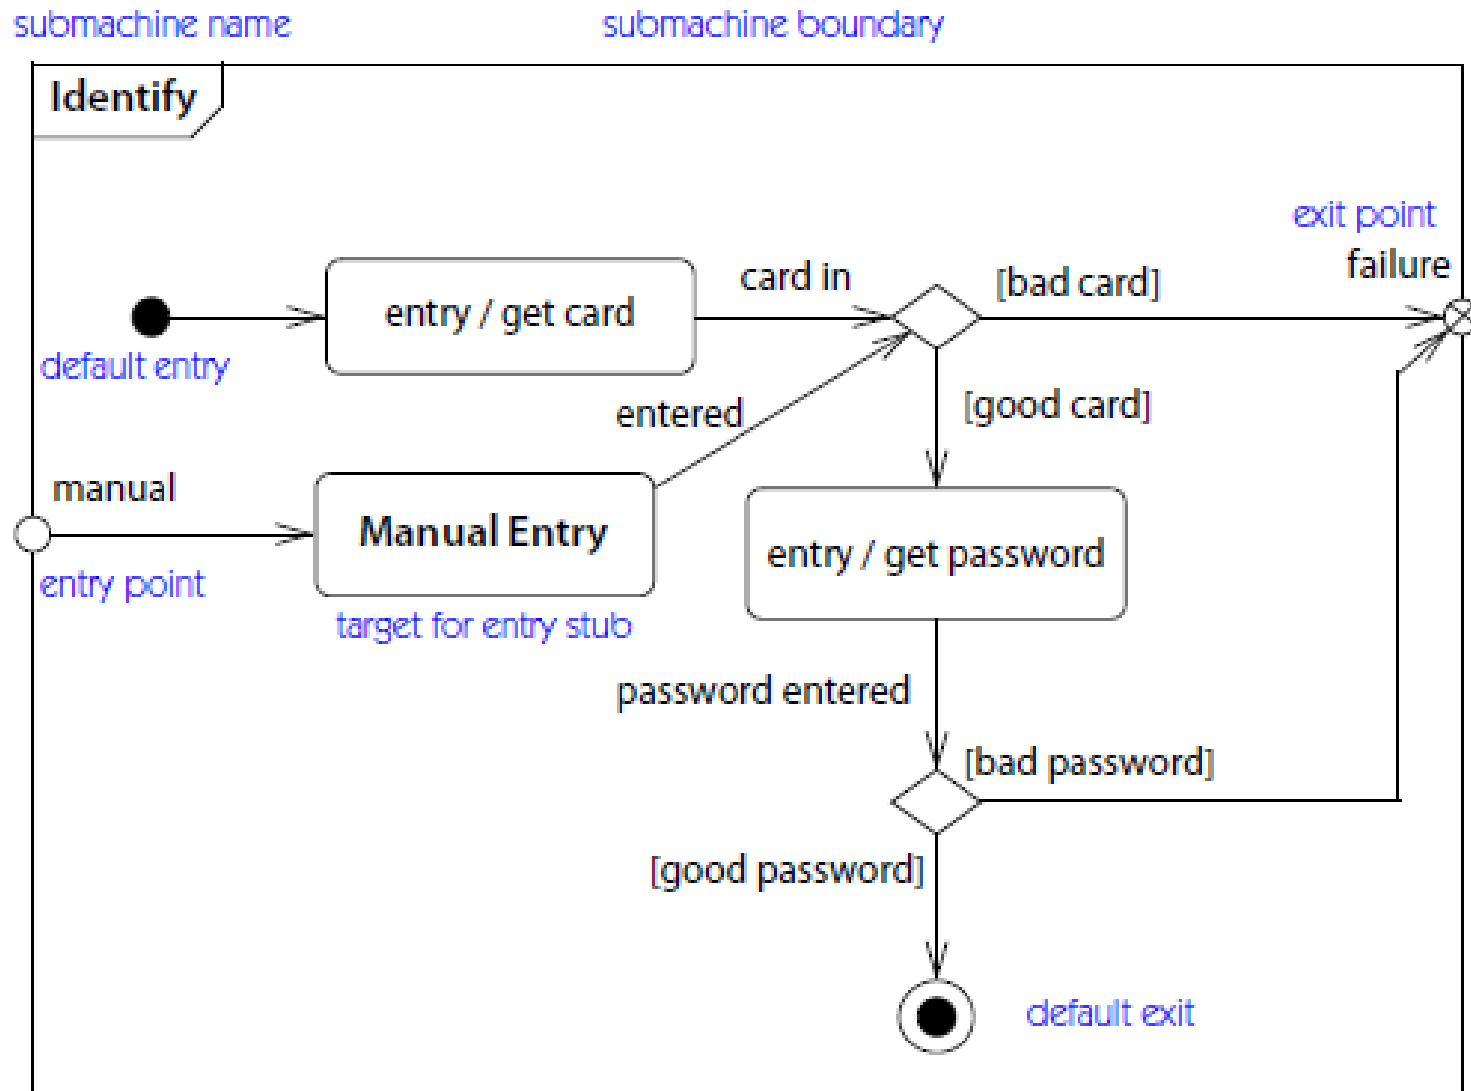 submachine name
submachine boundary
Identify
exit point
failure
card in
[bad card]
entry / get card
default entry
entered
[good card]
manual
Manual Entry
entry / get password
entry point
target for entry stub
password entered
[bad password]
[good password]
default exit